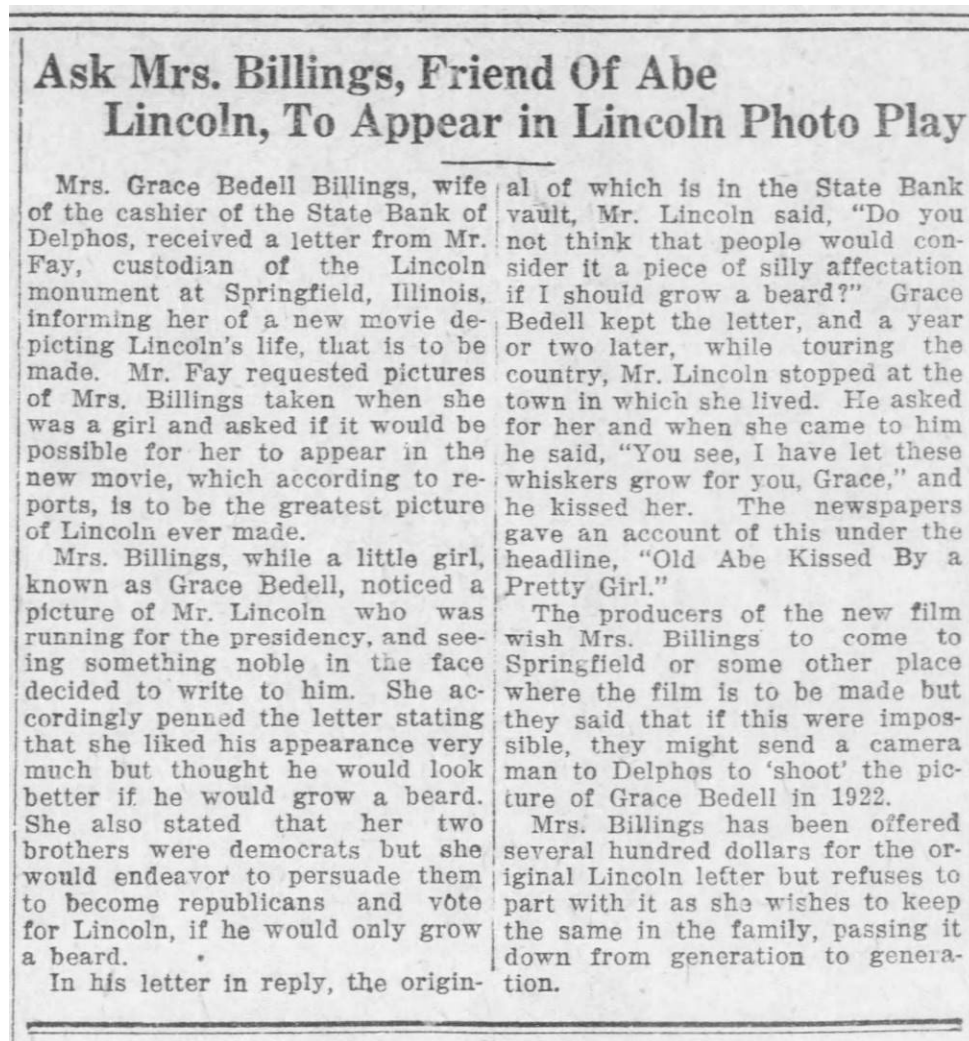 Ask Mrs. Billings, Friend Of Abe
Lincoln, To Appear in Lincoln Photo Play
Mrs. Grace Bedell Billings, wife
of the cashier of the State Bank of
Delphos, received a letter from Mr.
Fay, custodian of the Lincoln
monument at Springfield, Illinois,
informing her of a new movie de-
picting Lincoln's life, that is to be
made. Mr. Fay requested pictures
of Mrs. Billings taken when she
was a girl and asked if it would be
possible for her to appear in the
new movie, which according to re-
ports, is to be the greatest picture
of Lincoln ever made.
Mrs. Billings, while a little girl,
known as Grace Bedell, noticed a
picture of Mr. Lincoln who was
running for the presidency, and see-
ing something noble in the face
decided to write to him. She ac-
cordingly penned the letter stating
that she liked his appearance very
much but thought he would look
better if he would grow a beard.
She also stated that her two
brothers were democrats but she
would endeavor to persuade them
to become republicans and vote
for Lincoln, if he would only grow
a beard.
In his letter in reply, the origin-
al of which is in the State Bank
vault, Mr. Lincoln said, "Do you
not think that people would con-
sider it a piece of silly affectation
if I should grow a beard?" Grace
Bedell kept the letter, and a year
or two later, while touring the
country, Mr. Lincoln stopped at the
town in which she lived. He asked
for her and when she came to him
he said, "You see, I have let these
whiskers grow for you, Grace," and
he kissed her. The newspapers
gave an account of this under the
headline, "Old Abe Kissed By a
Pretty Girl."
The producers of the new film
wish Mrs. Billings to come to
Springfield or some other place
where the film is to be made but
they said that if this were impos-
sible, they might send a camera
man to Delphos to 'shoot' the pic-
ture of Grace Bedell in 1922.
Mrs. Billings has been offered
several hundred dollars for the or-
iginal Lincoln letter but refuses to
part with it as she wishes to keep
the same in the family, passing it
down from generation to genera-
tion.